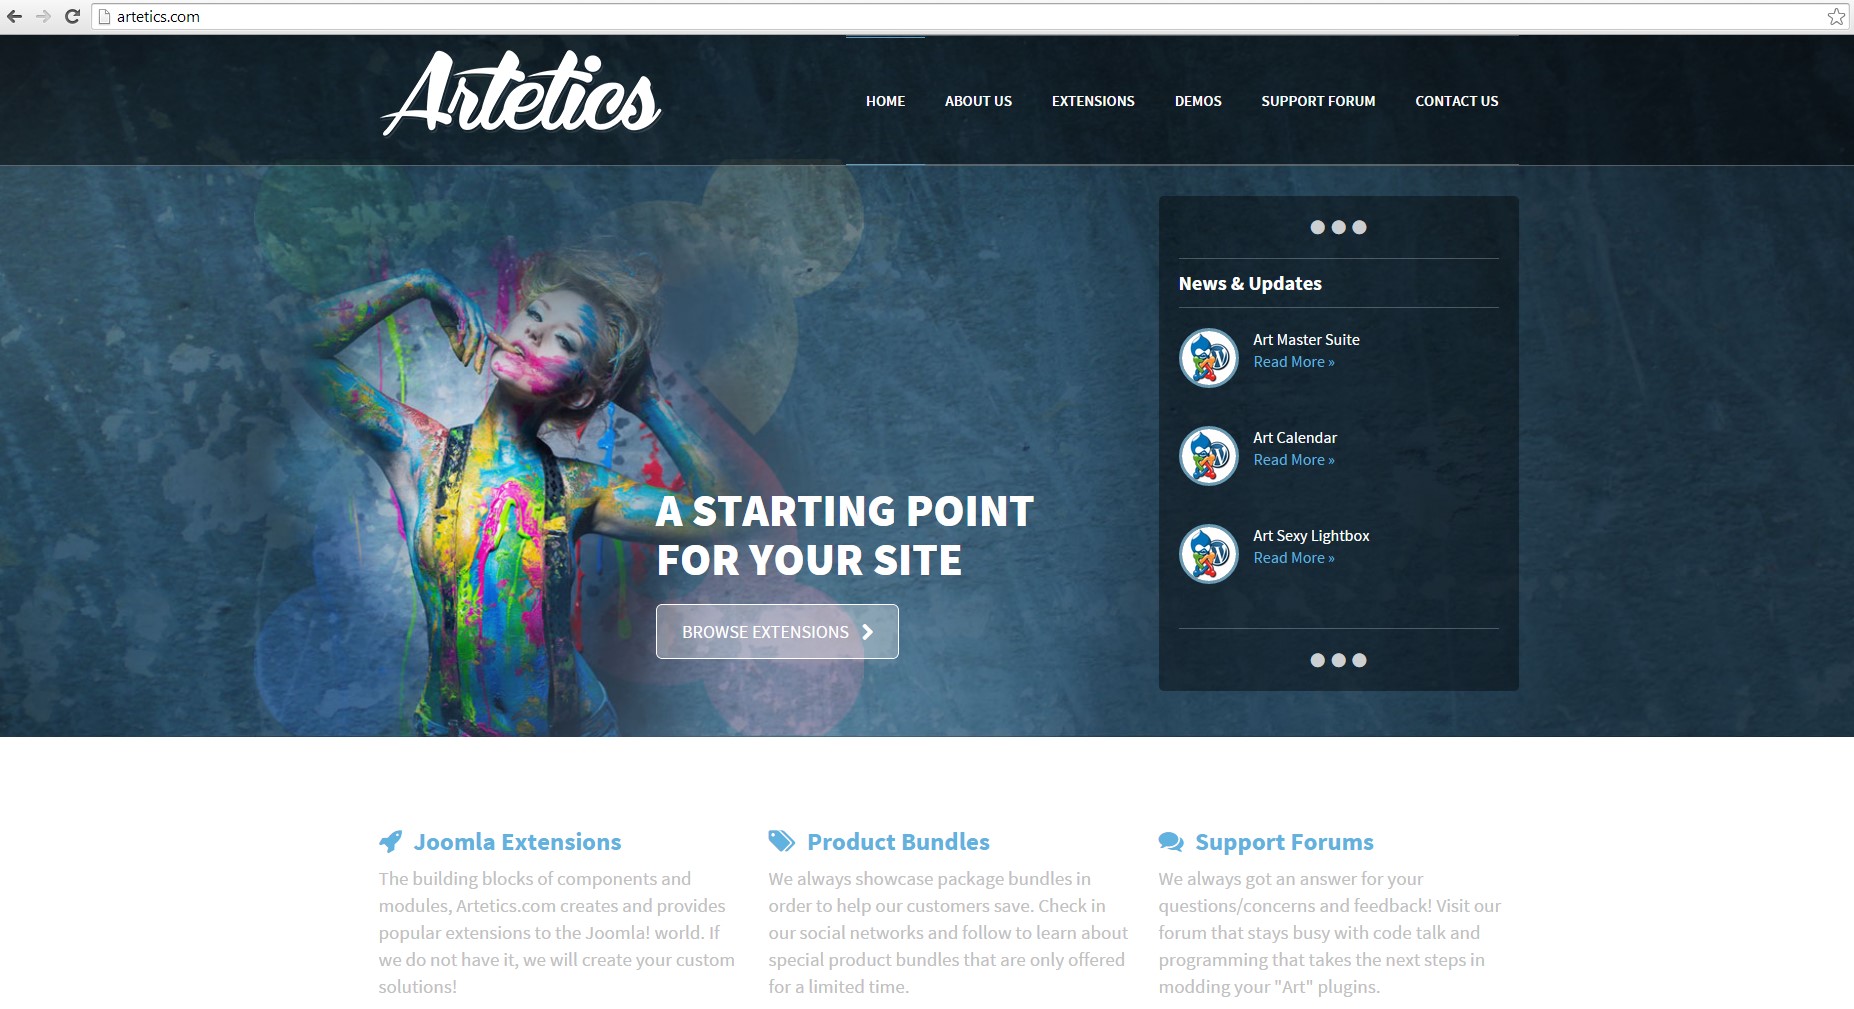 artetics.com
Artetics
HOME ABOUT US EXTENSIONS DEMOS SUPPORT FORUM CONTACT US
A STARTING POINT
FOR YOUR SITE
BROWSE EXTENSIONS
News & Updates
Art Master Suite
Read More »
Art Calendar
Read More »
Art Sexy Lightbox
Read More »
Joomla Extensions
The building blocks of components and
modules, Artetics.com creates and provides
popular extensions to the Joomla! world. If
we do not have it, we will create your custom
solutions!
Product Bundles
We always showcase package bundles in
order to help our customers save. Check in
our social networks and follow to learn about
special product bundles that are only offered
for a limited time.
Support Forums
We always got an answer for your
questions/concerns and feedback! Visit our
forum that stays busy with code talk and
programming that takes the next steps in
modding your "Art" plugins.